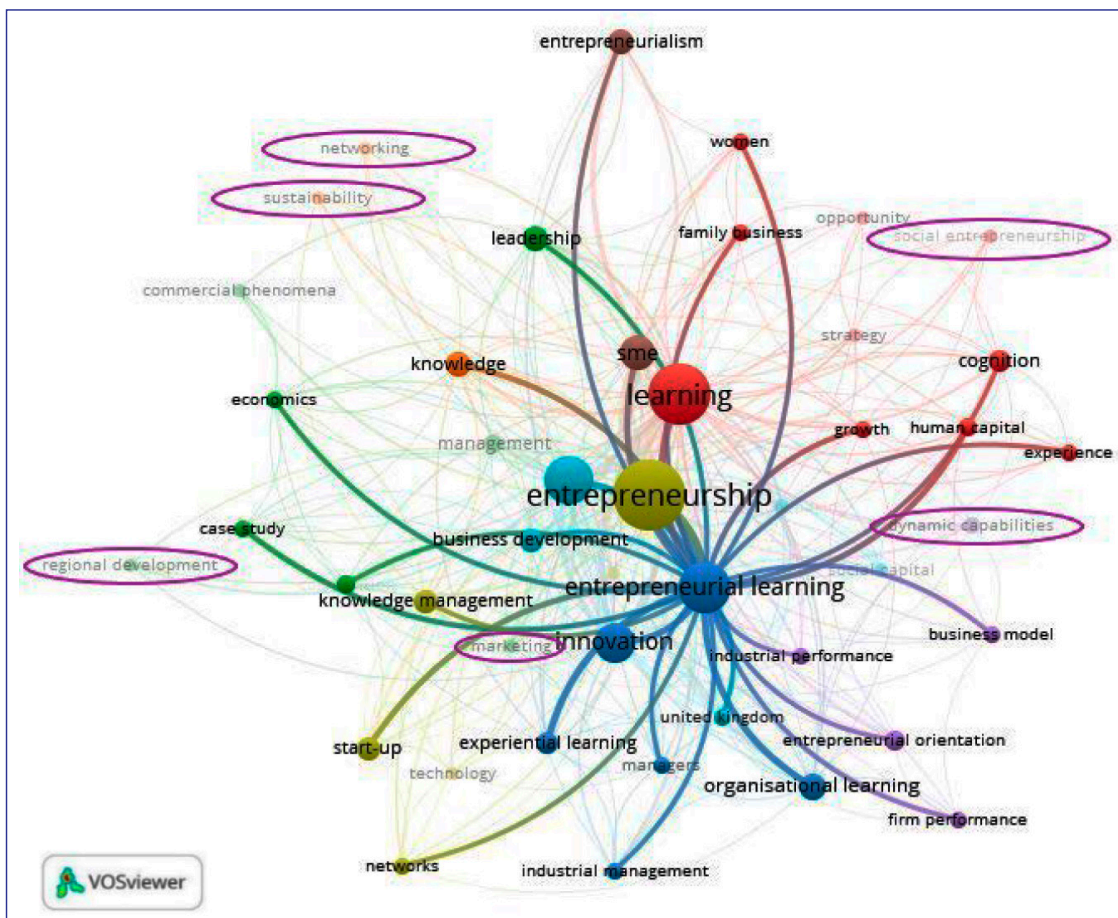 entrepreneurialism
women
networking
sustainability
opportunity
leadership
family business
social entrepreneurship
commercial phenomena
strategy
sme
knowledge
cognition
learning
economics
growth
human capital
management
experience
entrepreneurship
case study
business development
dynamic capabilities
regional development
social capital
entrepreneurial learning
knowledge management
business model
innovation
marketing
industrial performance
united kingdom
start-up
experiential learning
entrepreneurial orientation
managers
technology
organisational learning
firm performance
networks
industrial management
VOSviewer